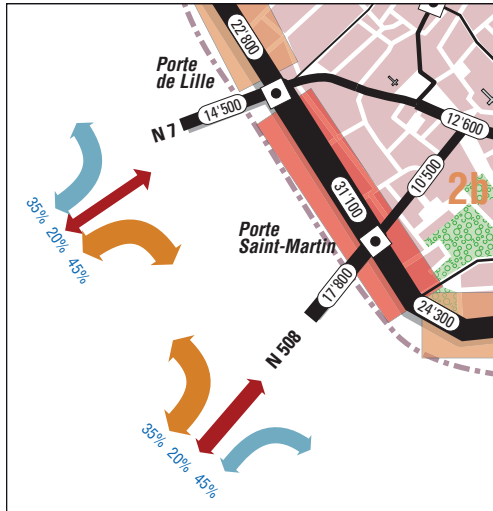 22'800
Porte
de Lille
14'500
N 7
12'600
10'500
2b
31'100
35% 20% 45%
Porte
Saint-Martin
17'800
24'300
N 508
35% 20% 45%